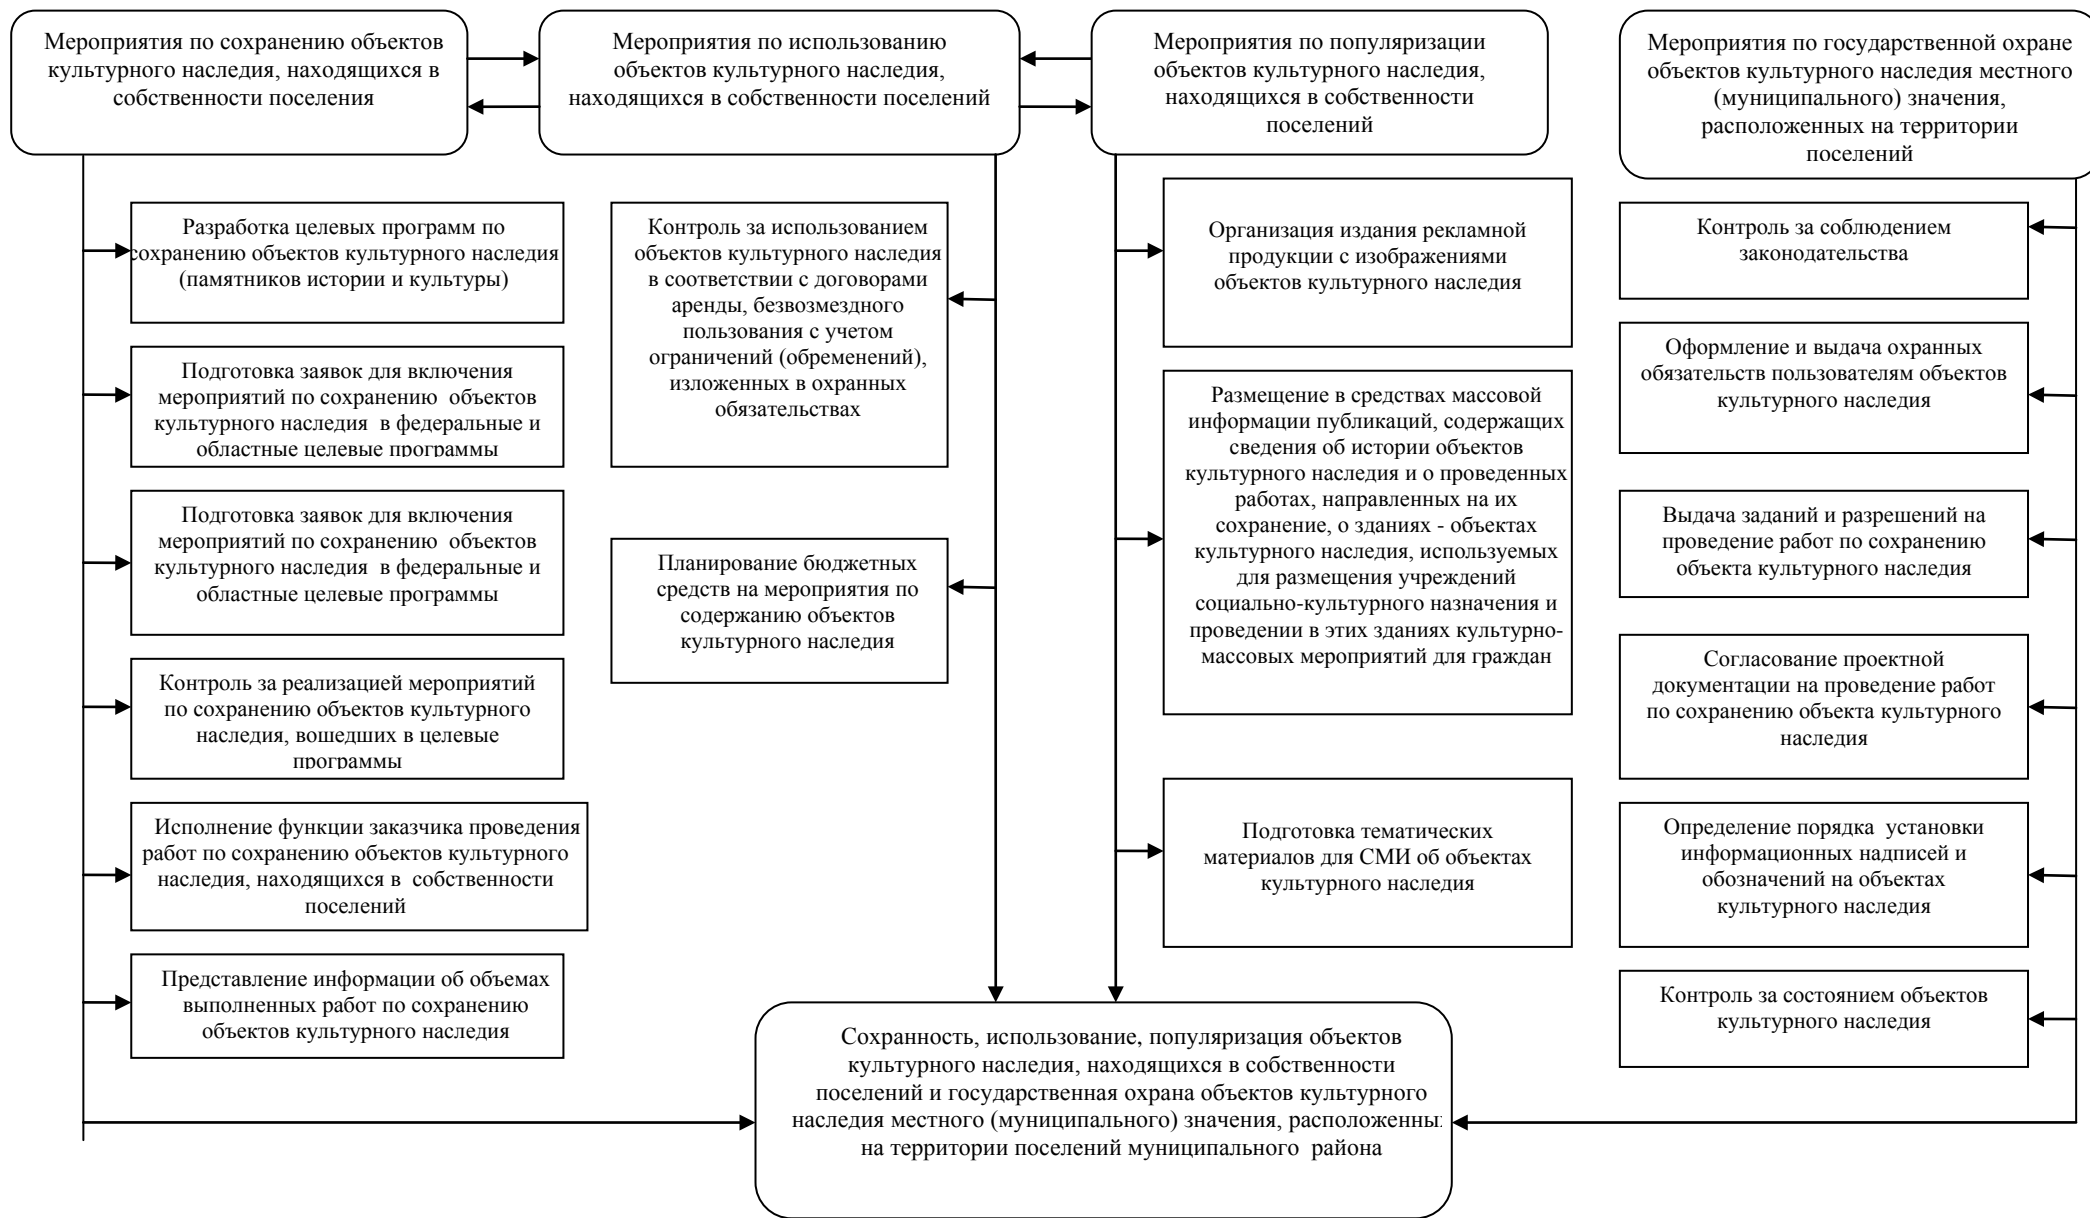 Мероприятия по сохранению объектов
культурного наследия, находящихся в
собственности поселения
Мероприятия по использованию
объектов культурного наследия,
находящихся в собственности поселений
Мероприятия по популяризации
объектов культурного наследия,
находящихся в собственности
поселений
Мероприятия по государственной охране
объектов культурного наследия местного
(муниципального) значения,
расположенных на территории
поселений
Разработка целевых программ по
сохранению объектов культурного наследия
(памятников истории и культуры)
Подготовка заявок для включения
мероприятий по сохранению объектов
культурного наследия в федеральные и
областные целевые программы
Подготовка заявок для включения
мероприятий по сохранению объектов
культурного наследия в федеральные и
областные целевые программы
Контроль за реализацией мероприятий
по сохранению объектов культурного
наследия, вошедших в целевые
программы
Исполнение функции заказчика проведения
работ по сохранению объектов культурного
наследия, находящихся в собственности
поселений
Представление информации об объемах
выполненных работ по сохранению
объектов культурного наследия
Контроль за использованием
объектов культурного наследия
в соответствии с договорами
аренды, безвозмездного
пользования с учетом
ограничений (обременений),
изложенных в охранных
обязательствах
Планирование бюджетных
средств на мероприятия по
содержанию объектов
культурного наследия
Организация издания рекламной
продукции с изображениями
объектов культурного наследия
Размещение в средствах массовой
информации публикаций, содержащих
сведения об истории объектов
культурного наследия и о проведенных
работах, направленных на их
сохранение, о зданиях - объектах
культурного наследия, используемых
для размещения учреждений
социально-культурного назначения и
проведении в этих зданиях культурно-
массовых мероприятий для граждан
Подготовка тематических
материалов для СМИ об объектах
культурного наследия
Контроль за соблюдением
законодательства
Оформление и выдача охранных
обязательств пользователям объектов
культурного наследия
Выдача заданий и разрешений на
проведение работ по сохранению
объекта культурного наследия
Согласование проектной
документации на проведение работ
по сохранению объекта культурного
наследия
Определение порядка установки
информационных надписей и
обозначений на объектах
культурного наследия
Контроль за состоянием объектов
культурного наследия
Сохранность, использование, популяризация объектов
культурного наследия, находящихся в собственности
поселений и государственная охрана объектов культурного
наследия местного (муниципального) значения, расположенных
на территории поселений муниципального района